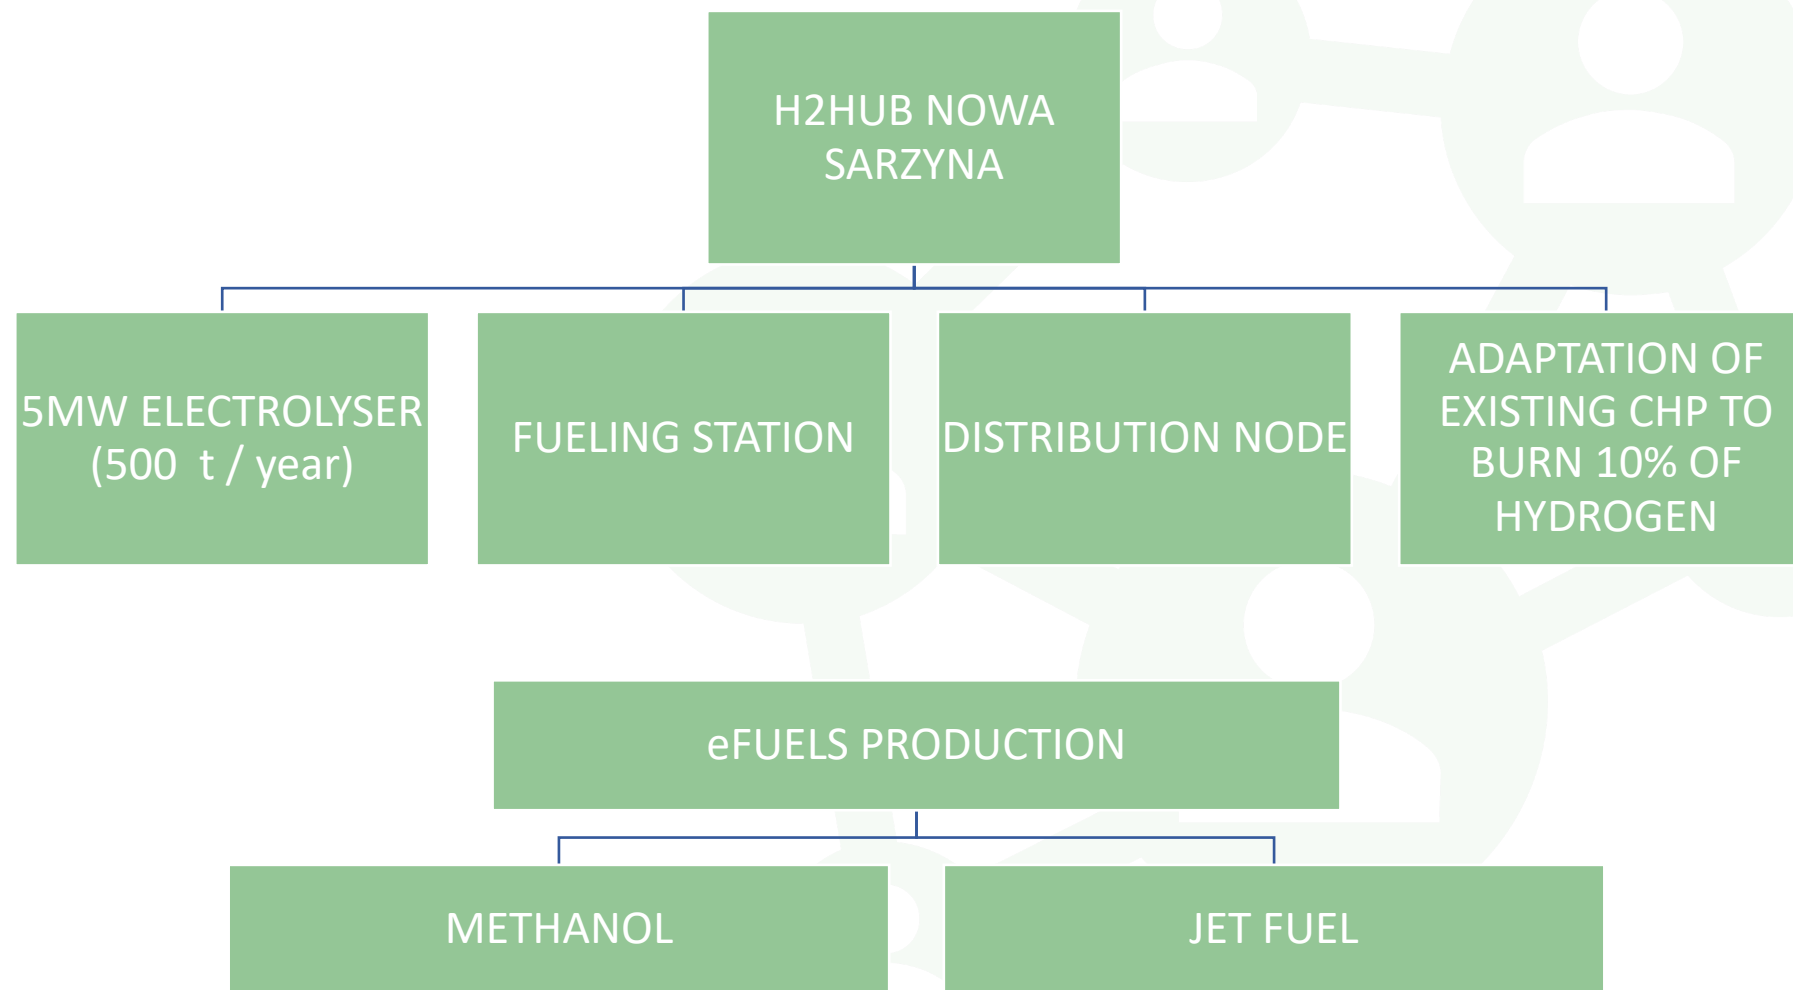 H2HUB NOWA
SARZYNA
5MW ELECTROLYSER
(500  t / year)
FUELING STATION
DISTRIBUTION NODE
ADAPTATION OF
EXISTING CHP TO
BURN 10% OF
HYDROGEN
eFUELS PRODUCTION
METHANOL
JET FUEL